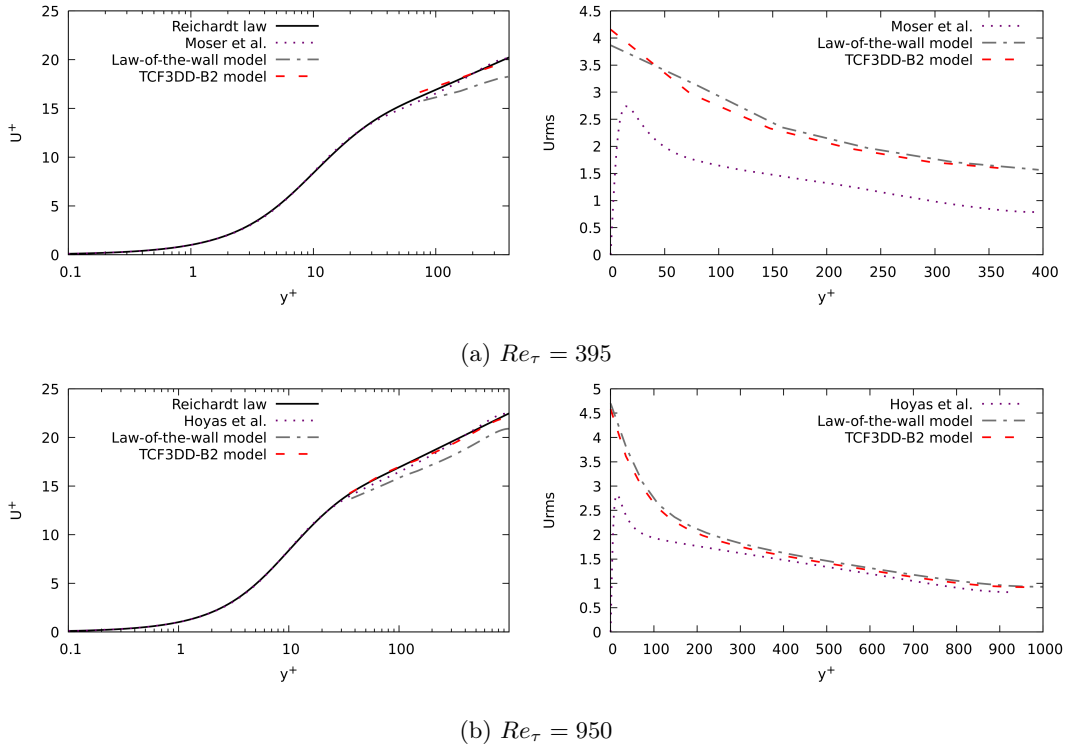 25
20
15
10
5
0
U⁺
0.1
1
10
100
y⁺
Reichardt law
Moser et al.
Law-of-the-wall model
TCF3DD-B2 model
4.5
4
3.5
3
2.5
2
1.5
1
0.5
0
Urms
0
50
100
150
200
250
300
350
400
y⁺
Moser et al.
Law-of-the-wall model
TCF3DD-B2 model
(a) Re_τ = 395
25
20
15
10
5
0
U⁺
0.1
1
10
100
y⁺
Reichardt law
Hoyas et al.
Law-of-the-wall model
TCF3DD-B2 model
5
4.5
4
3.5
3
2.5
2
1.5
1
0.5
0
Urms
0
100
200
300
400
500
600
700
800
900
1000
y⁺
Hoyas et al.
Law-of-the-wall model
TCF3DD-B2 model
(b) Re_τ = 950